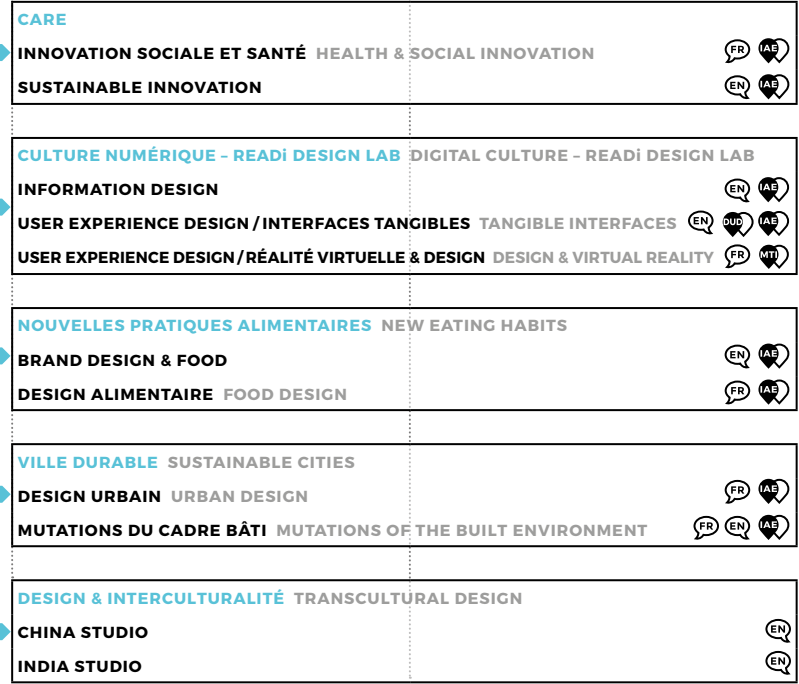 CARE
INNOVATION SOCIALE ET SANTÉ HEALTH & SOCIAL INNOVATION FR IAE
SUSTAINABLE INNOVATION EN IAE
CULTURE NUMÉRIQUE – READi DESIGN LAB DIGITAL CULTURE – READi DESIGN LAB
INFORMATION DESIGN EN IAE
USER EXPERIENCE DESIGN / INTERFACES TANGIBLES TANGIBLE INTERFACES EN DUD IAE
USER EXPERIENCE DESIGN / RÉALITÉ VIRTUELLE & DESIGN DESIGN & VIRTUAL REALITY FR MTI
NOUVELLES PRATIQUES ALIMENTAIRES NEW EATING HABITS
BRAND DESIGN & FOOD EN IAE
DESIGN ALIMENTAIRE FOOD DESIGN FR IAE
VILLE DURABLE SUSTAINABLE CITIES
DESIGN URBAIN URBAN DESIGN FR IAE
MUTATIONS DU CADRE BÂTI MUTATIONS OF THE BUILT ENVIRONMENT FR EN IAE
DESIGN & INTERCULTURALITÉ TRANSCULTURAL DESIGN
CHINA STUDIO EN
INDIA STUDIO EN